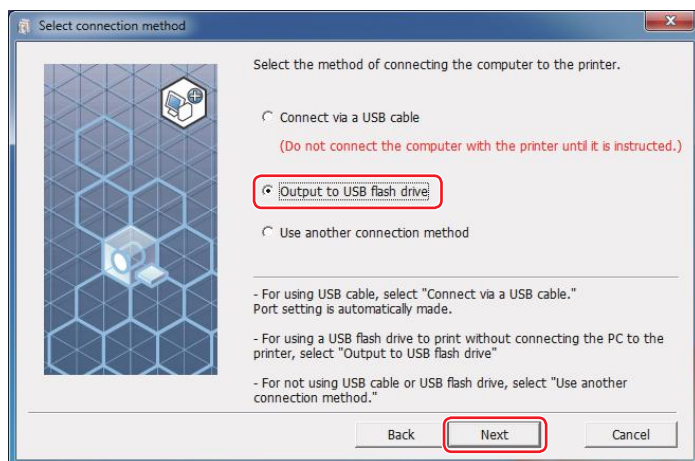 Select connection method
Select the method of connecting the computer to the printer.
Connect via a USB cable
(Do not connect the computer with the printer until it is instructed.)
Output to USB flash drive
Use another connection method
- For using USB cable, select "Connect via a USB cable."
Port setting is automatically made.
- For using a USB flash drive to print without connecting the PC to the
printer, select "Output to USB flash drive"
- For not using USB cable or USB flash drive, select "Use another
connection method."
Back
Next
Cancel